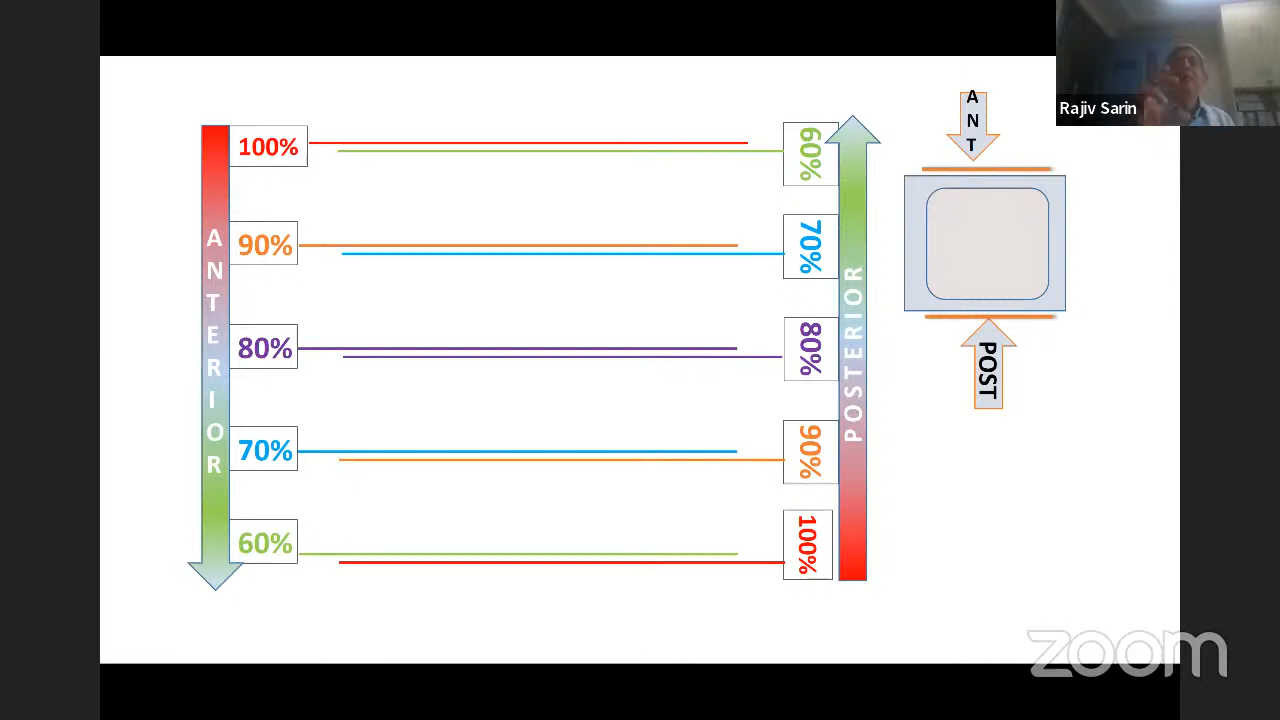 Rajiv Sarin
ANT
100%
60%
90%
70%
80%
80%
70%
90%
60%
100%
ANTERIOR
POSTERIOR
POST
zoom